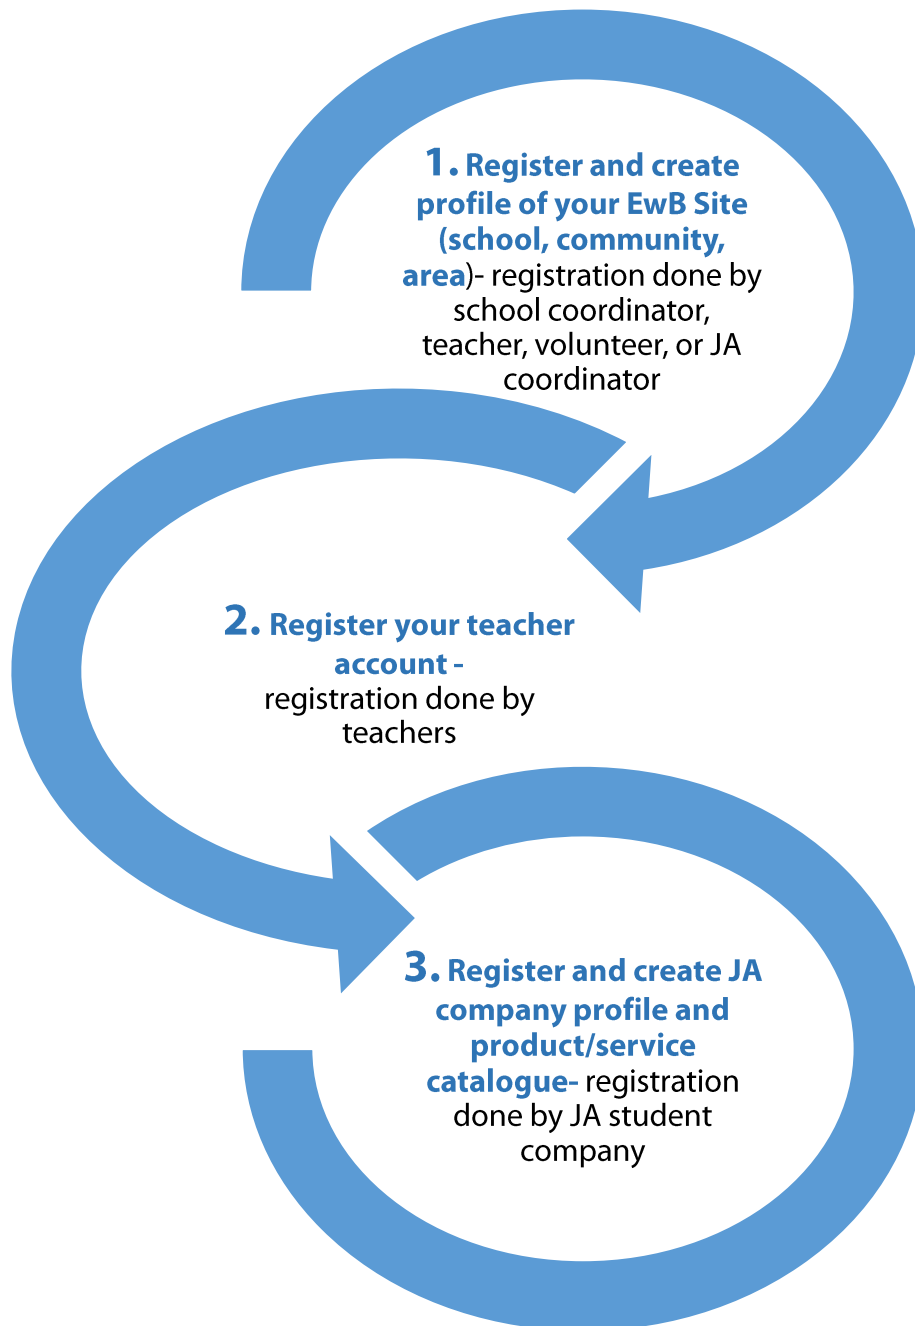 1. Register and create
profile of your EwB Site
(school, community,
area)- registration done by
school coordinator,
teacher, volunteer, or JA
coordinator
2. Register your teacher
account -
registration done by
teachers
3. Register and create JA
company profile and
product/service
catalogue- registration
done by JA student
company